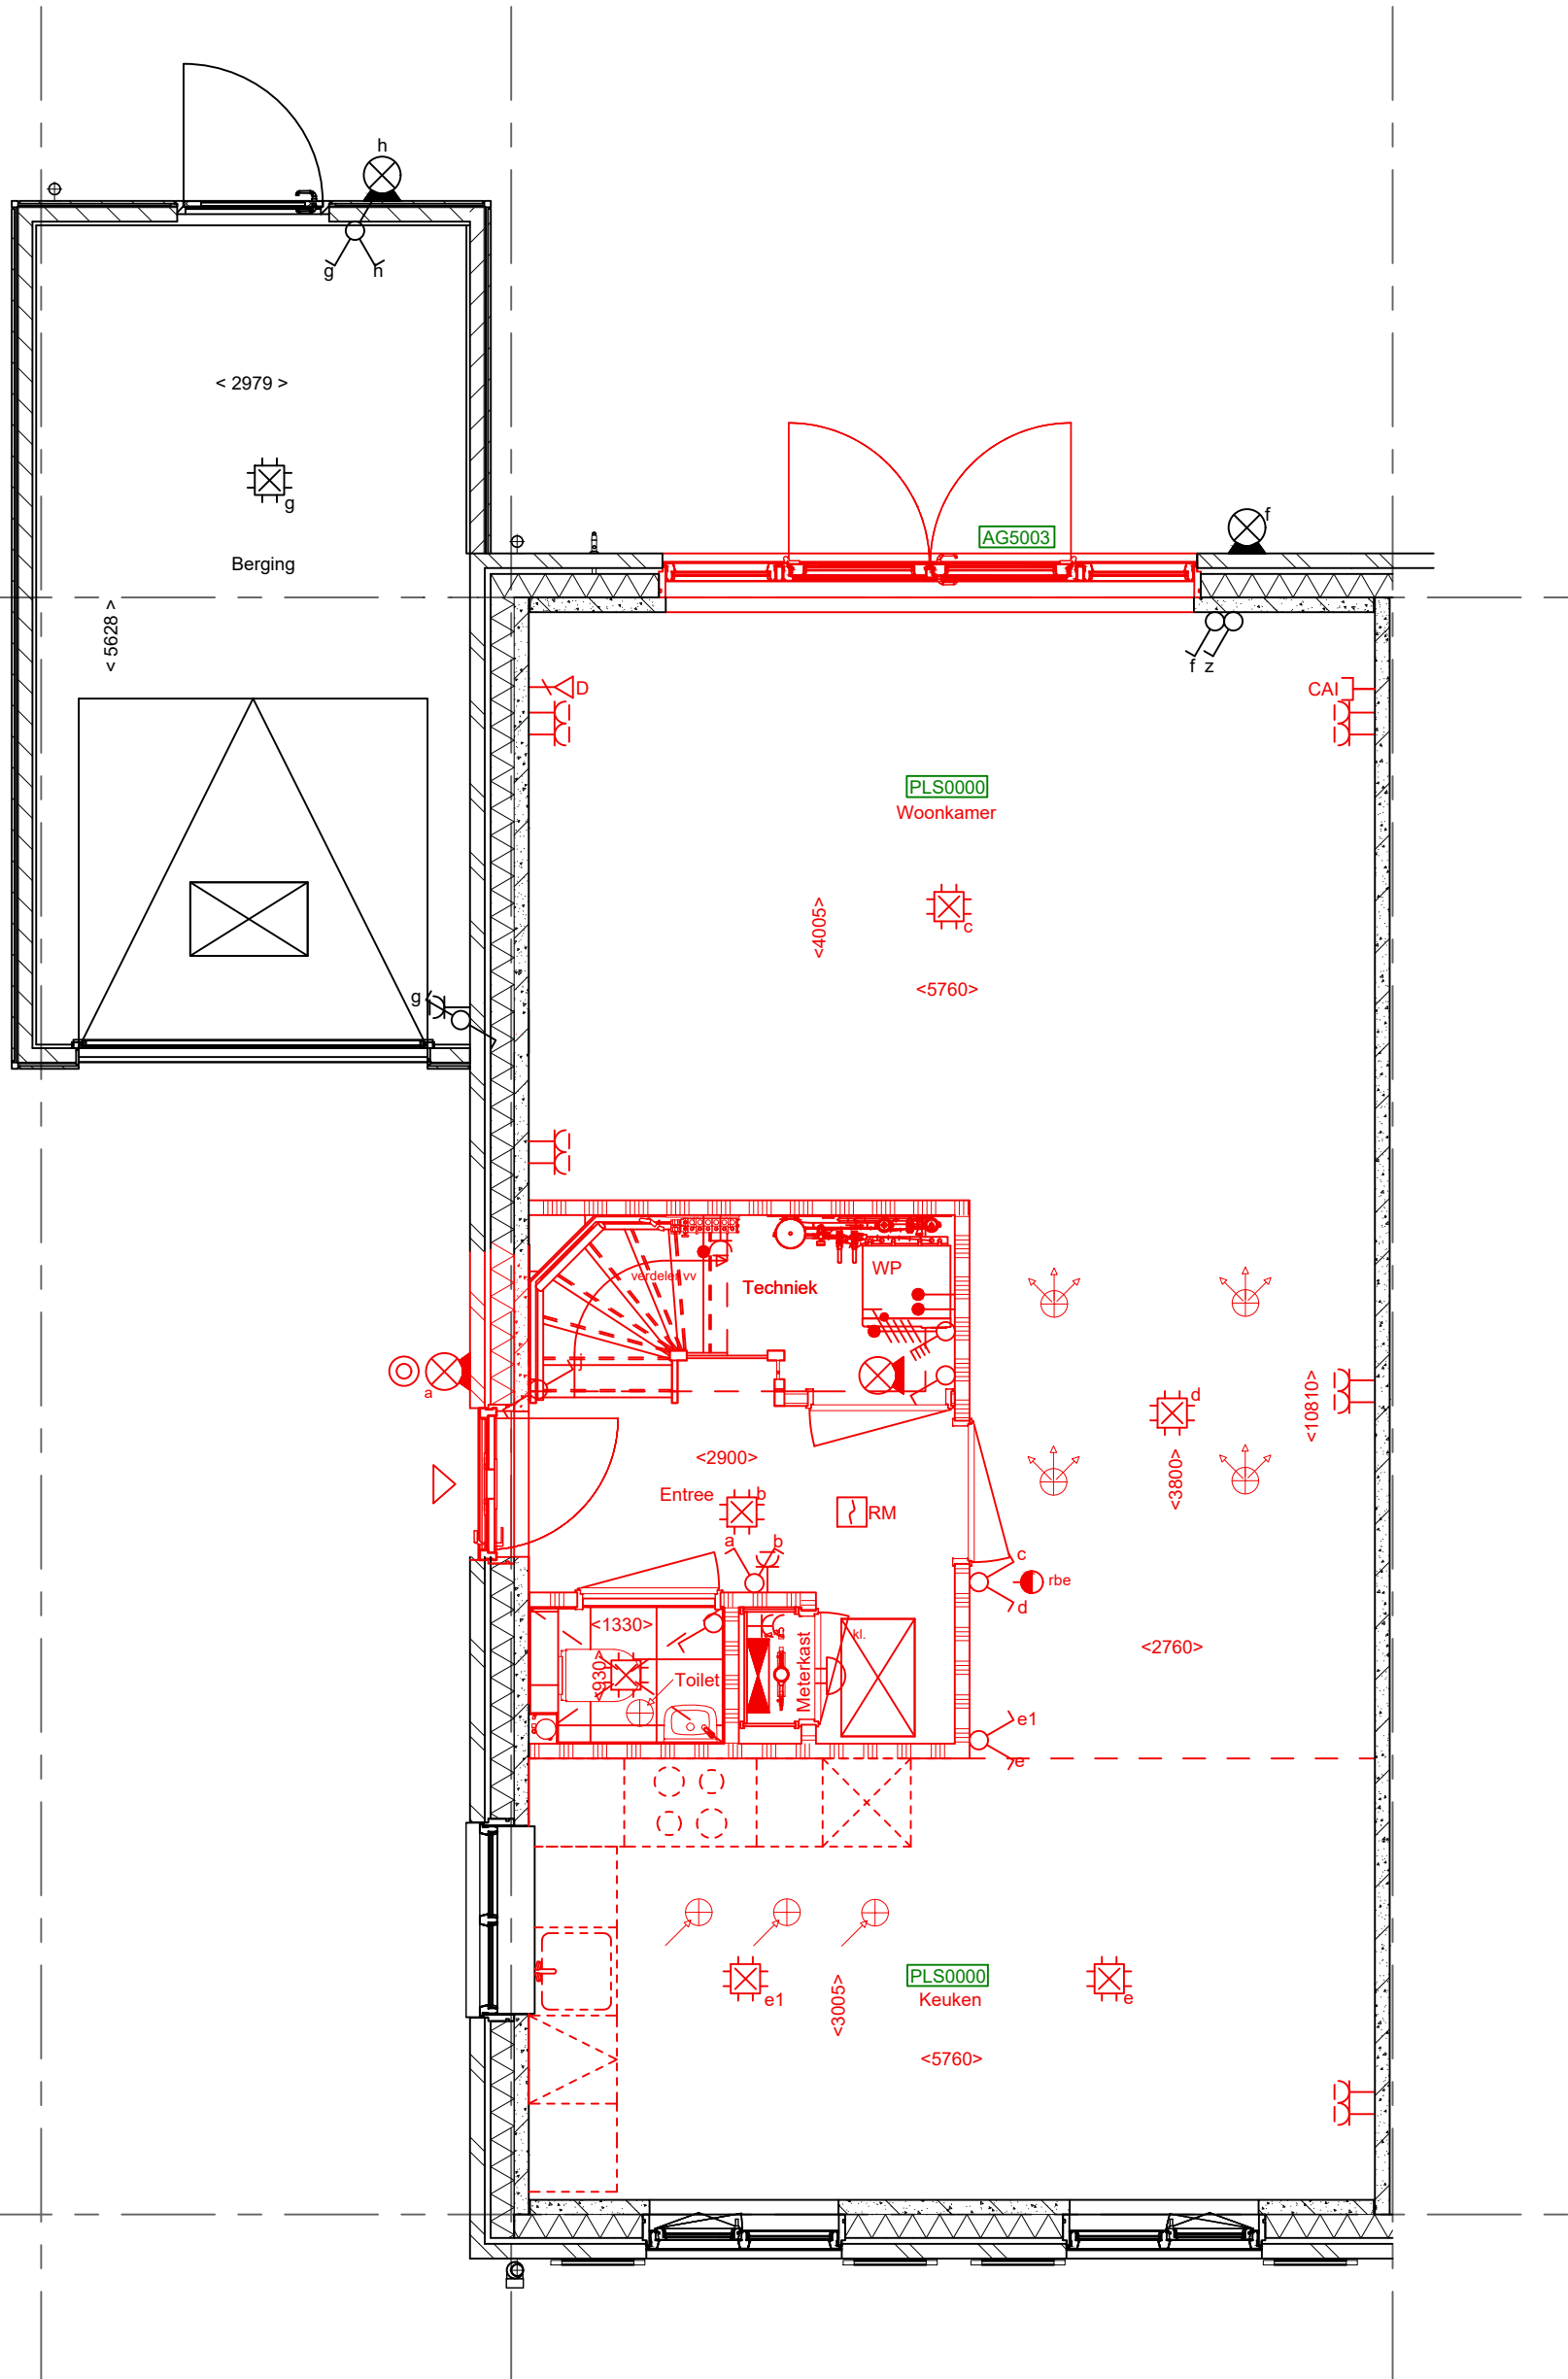 h
g
h
< 2979 >
g
Berging
< 5628 >
g
AG5003
f
f z
D
CAI
PLS0000
Woonkamer
<4005>
c
<5760>
verdeler vv
Techniek
WP
j
a
d
<10810>
<3800>
<2900>
Entree
b
RM
a
b
c
rbe
d
<1330>
<930>
Toilet
Meterkast
kl.
<2760>
e1
e
e1
<3005>
PLS0000
Keuken
e
<5760>